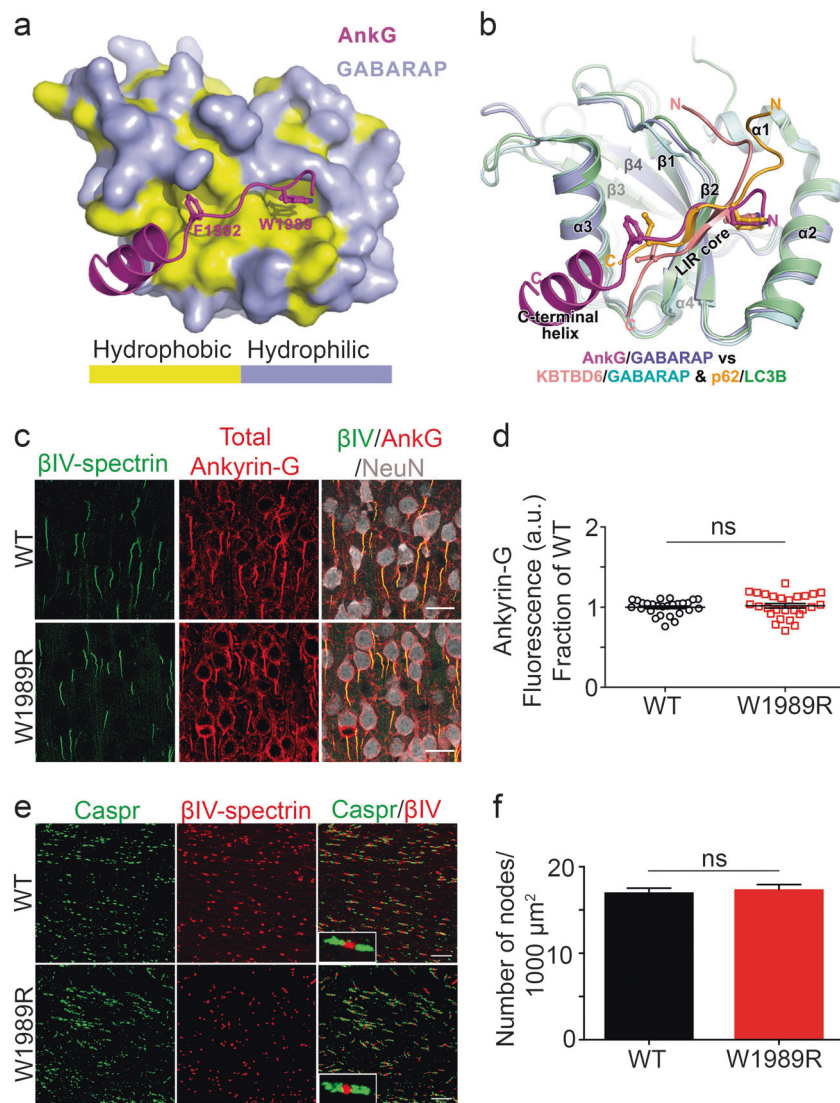 a
AnkG
GABARAP
F1992
W1989
Hydrophobic Hydrophilic
b
N
N
α1
β4
β1
β3
β2
α3
N
LIR core
α2
C
C
C
α4
C-terminal
helix
AnkG/GABARAP vs
KBTBD6/GABARAP & p62/LC3B
c
βIV-spectrin
Total
Ankyrin-G
βIV/AnkG
/NeuN
WT
W1989R
d
Ankyrin-G
Fluorescence (a.u.)
Fraction of WT
2
1
0
ns
WT
W1989R
e
Caspr
βIV-spectrin
Caspr/βIV
WT
W1989R
f
Number of nodes/
1000 μm²
20
10
0
ns
WT
W1989R